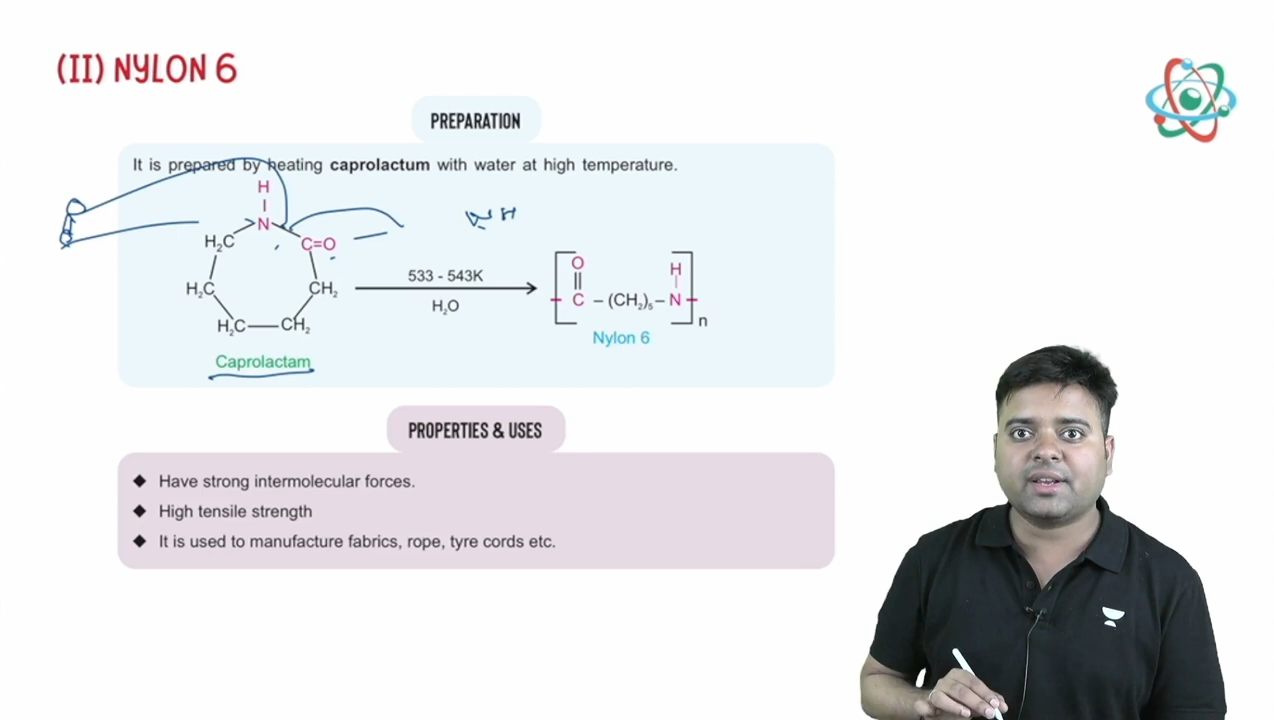 (II) NYLON 6
PREPARATION
It is prepared by heating caprolactum with water at high temperature.
H
N
H₂C
C=O
H₂C
CH₂
H₂C
CH₂
Caprolactam
533 - 543K
H₂O
O
H
C – (CH₂)₅ – N
n
Nylon 6
PROPERTIES & USES
◆ Have strong intermolecular forces.
◆ High tensile strength
◆ It is used to manufacture fabrics, rope, tyre cords etc.